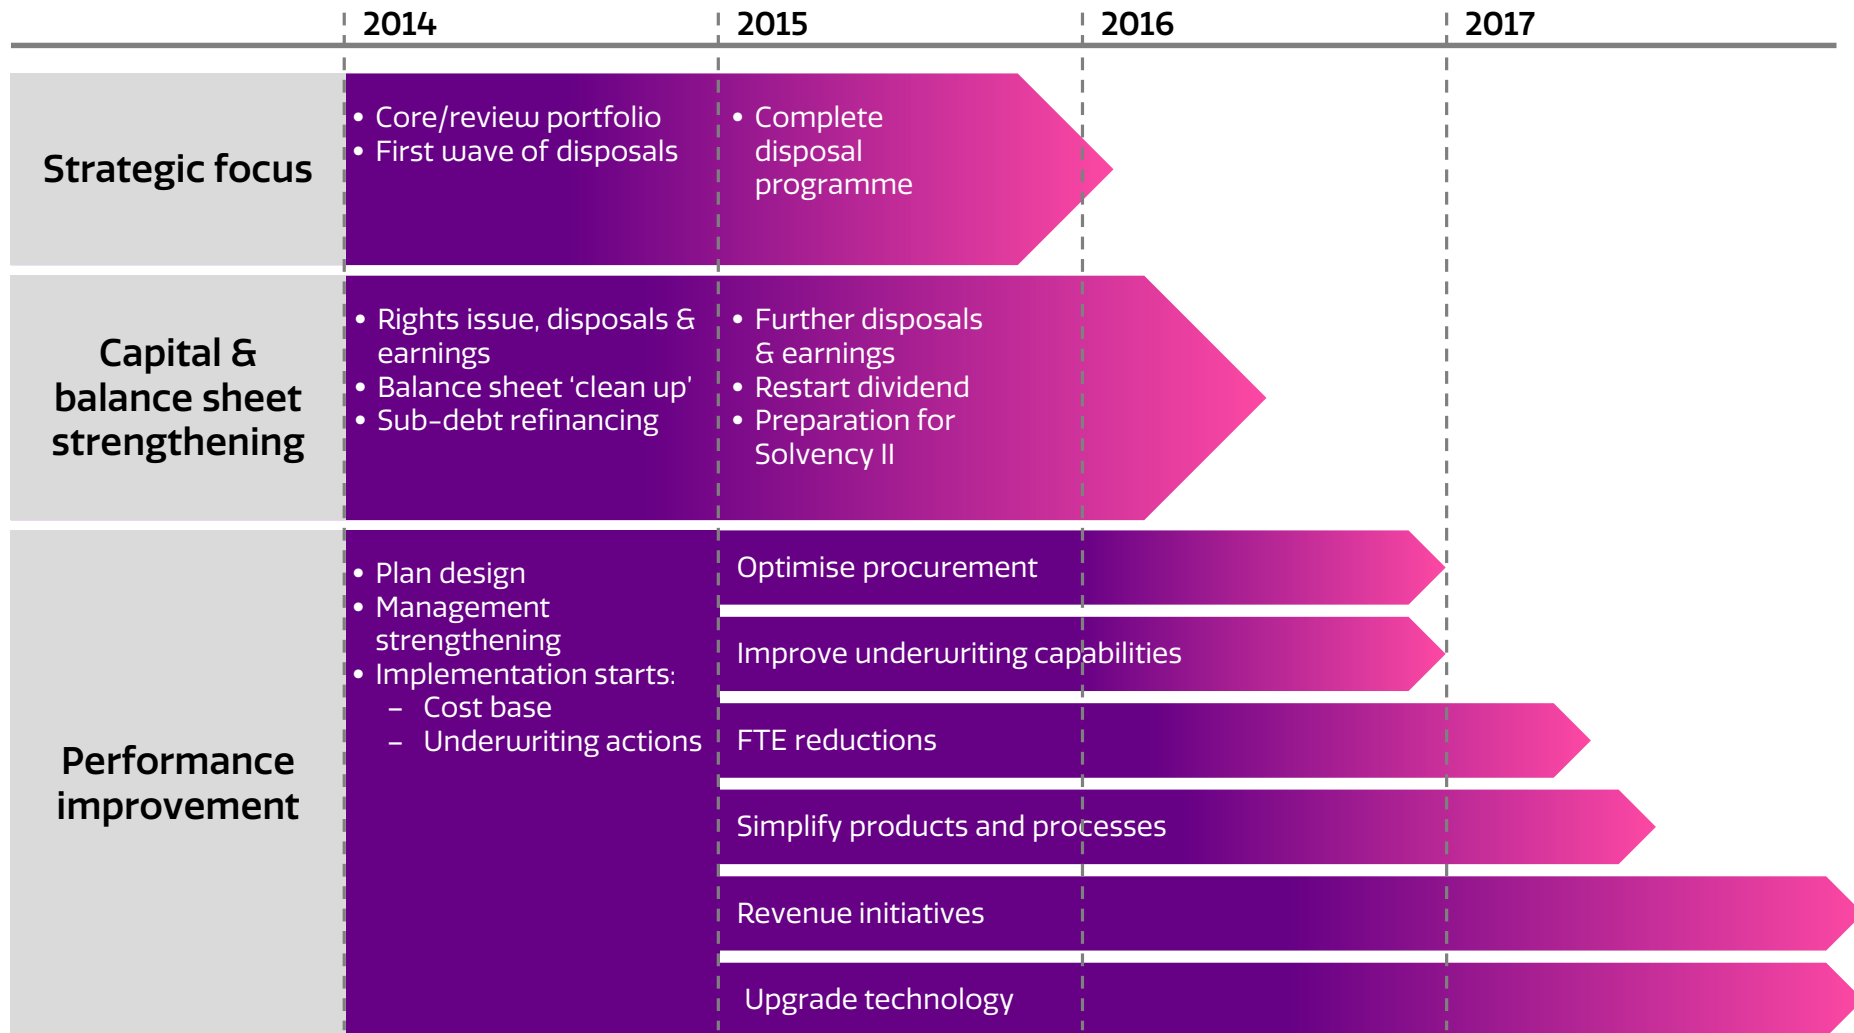 2014
2015
2016
2017
Strategic focus
• Core/review portfolio
• First wave of disposals
• Complete
disposal
programme
Capital &
balance sheet
strengthening
• Rights issue, disposals &
earnings
• Balance sheet ‘clean up’
• Sub-debt refinancing
• Further disposals
& earnings
• Restart dividend
• Preparation for
Solvency II
Performance
improvement
• Plan design
• Management
strengthening
• Implementation starts:
– Cost base
– Underwriting actions
Optimise procurement
Improve underwriting capabilities
FTE reductions
Simplify products and processes
Revenue initiatives
Upgrade technology